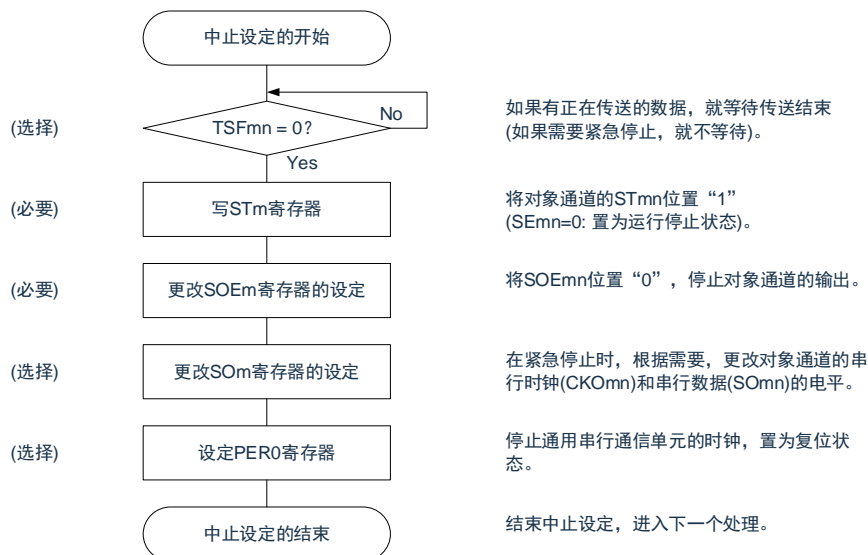 中止设定的开始
No
(选择)
TSFmn = 0?
如果有正在传送的数据，就等待传送结束
(如果需要紧急停止，就不等待)。
Yes
(必要)
写STm寄存器
将对象通道的STmn位置“1”
(SEmn=0: 置为运行停止状态)。
(必要)
更改SOEm寄存器的设定
将SOEmn位置“0”，停止对象通道的输出。
(选择)
更改SOm寄存器的设定
在紧急停止时，根据需要，更改对象通道的串
行时钟(CKOmn)和串行数据(SOmn)的电平。
(选择)
设定PER0寄存器
停止通用串行通信单元的时钟，置为复位状
态。
中止设定的结束
结束中止设定，进入下一个处理。